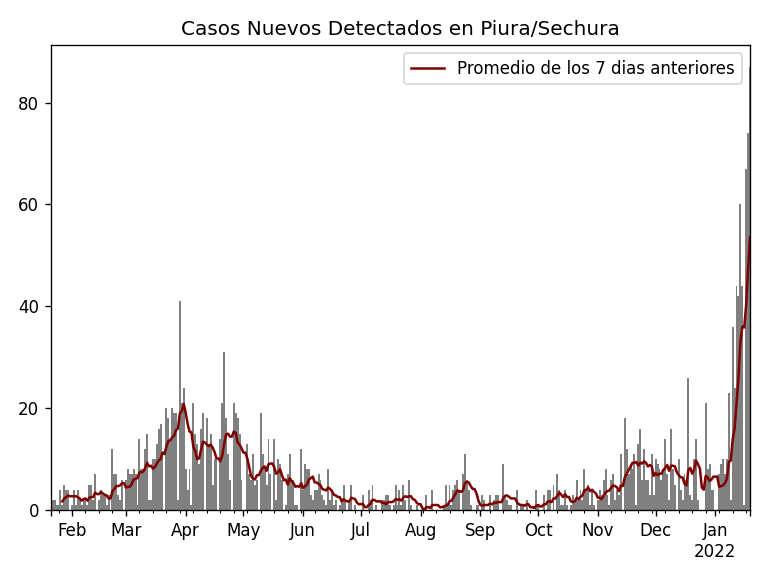 Casos Nuevos Detectados en Piura/Sechura
Promedio de los 7 dias anteriores
80
60
40
20
0
Feb Mar Apr May Jun Jul Aug Sep Oct Nov Dec Jan
2022